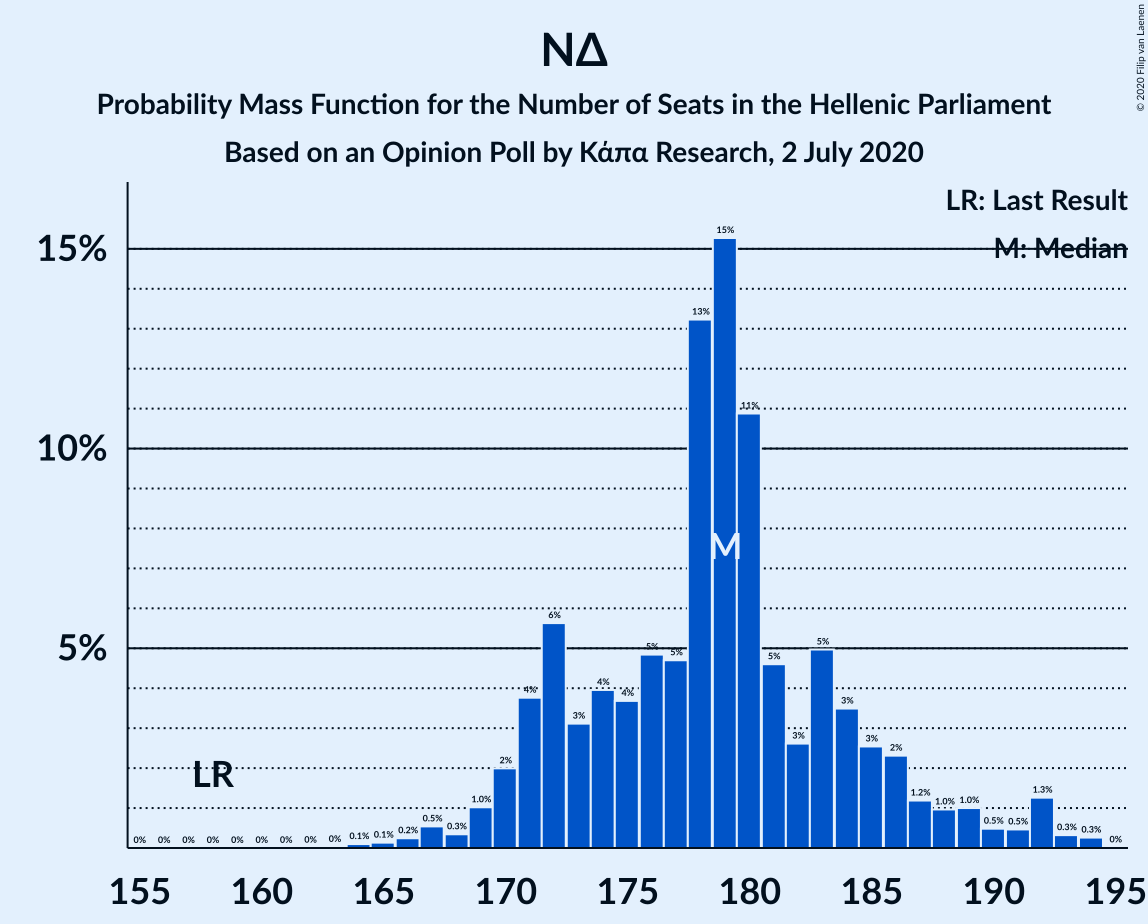 ΝΔ
Probability Mass Function for the Number of Seats in the Hellenic Parliament
Based on an Opinion Poll by Κάπα Research, 2 July 2020
© 2020 Filip van Laenen
LR: Last Result
M: Median
15%
10%
5%
0% 0% 0% 0% 0% 0% 0% 0% 0% 0.1% 0.1% 0.2% 0.5% 0.3% 1.0% 2% 4% 6% 3% 4% 4% 5% 5% 13% 15% 11% 5% 3% 5% 3% 3% 2% 1.2% 1.0% 1.0% 0.5% 0.5% 1.3% 0.3% 0.3% 0%
LR
M
155 160 165 170 175 180 185 190 195